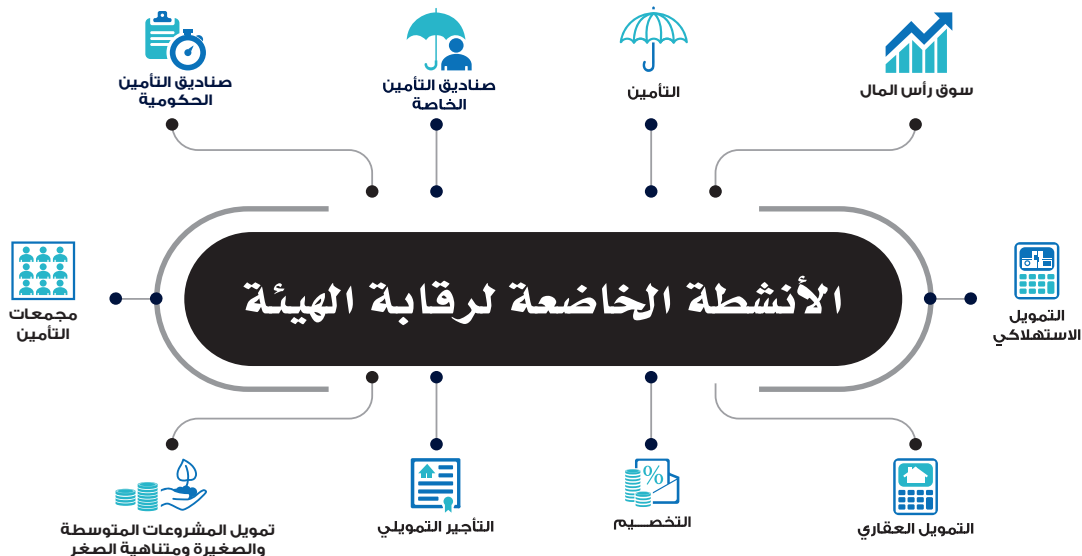 سوق رأس المال
التأمين
صناديق التأمين
الخاصة
صناديق التأمين
الحكومية
الأنشطة الخاضعة لرقابة الهيئة
التمويل
الاستهلاكي
مجمعات
التأمين
التمويل العقاري
التخصـــيم
التأجير التمويلي
تمويل المشروعات المتوسطة
والصغيرة ومتناهية الصغر
%